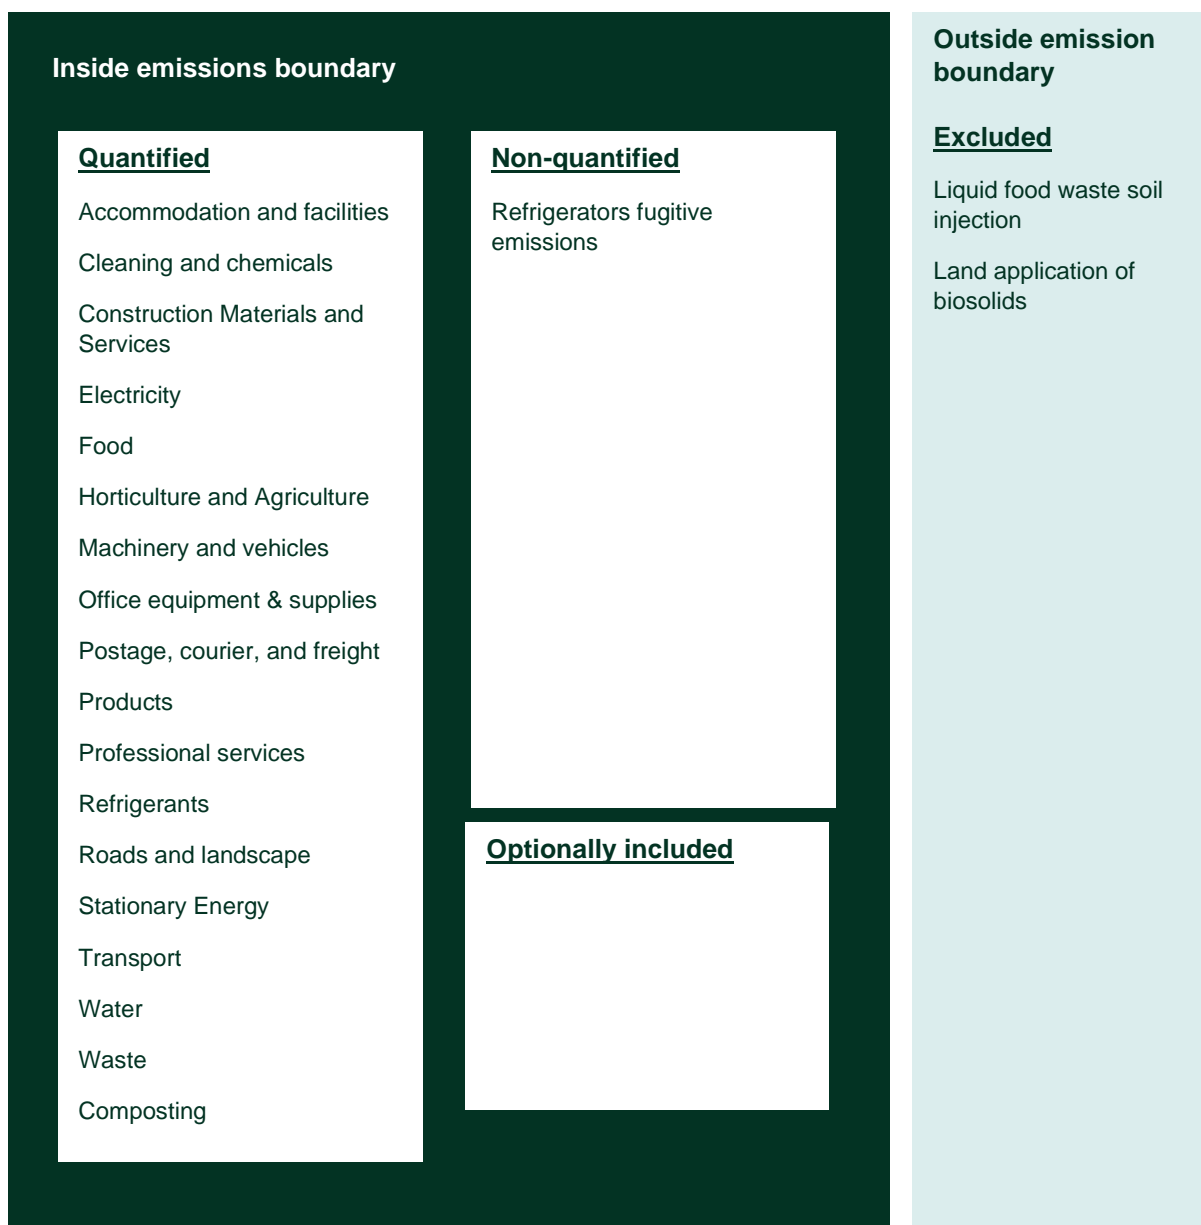 Inside emissions boundary
Quantified
Accommodation and facilities
Cleaning and chemicals
Construction Materials and
Services
Electricity
Food
Horticulture and Agriculture
Machinery and vehicles
Office equipment & supplies
Postage, courier, and freight
Products
Professional services
Refrigerants
Roads and landscape
Stationary Energy
Transport
Water
Waste
Composting
Non-quantified
Refrigerators fugitive
emissions
Optionally included
Outside emission
boundary
Excluded
Liquid food waste soil
injection
Land application of
biosolids